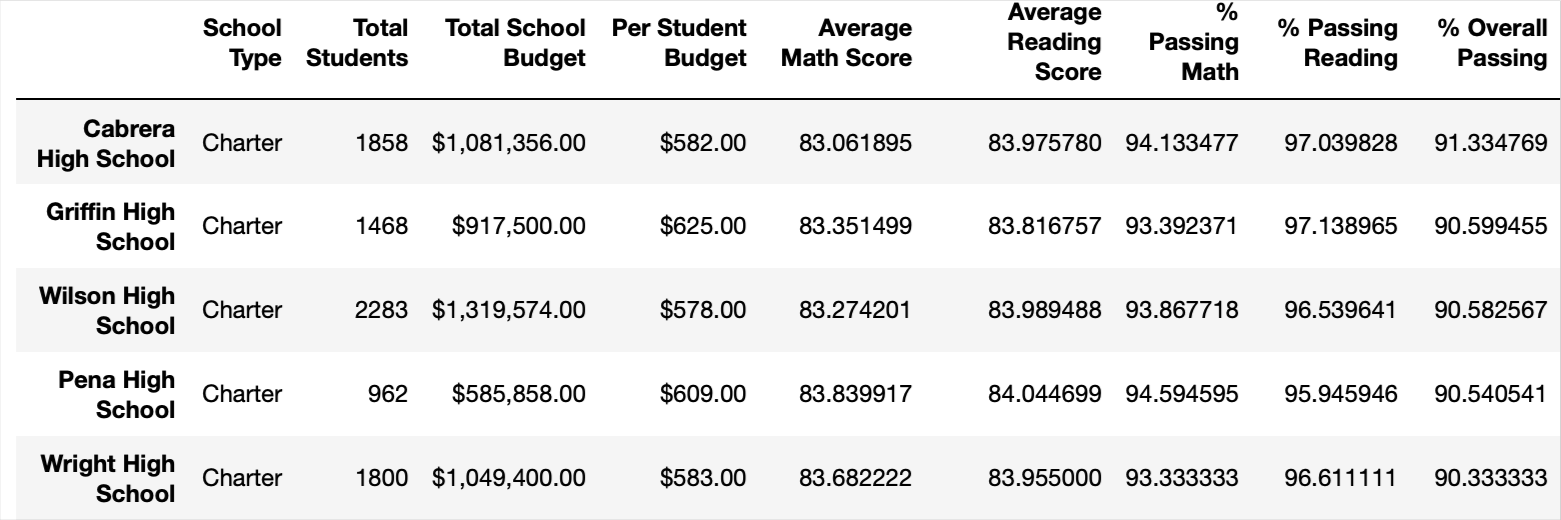 School Type Total Students Total School Budget Per Student Budget Average Math Score Average Reading Score % Passing Math % Passing Reading % Overall Passing
Cabrera High School Charter 1858 $1,081,356.00 $582.00 83.061895 83.975780 94.133477 97.039828 91.334769
Griffin High School Charter 1468 $917,500.00 $625.00 83.351499 83.816757 93.392371 97.138965 90.599455
Wilson High School Charter 2283 $1,319,574.00 $578.00 83.274201 83.989488 93.867718 96.539641 90.582567
Pena High School Charter 962 $585,858.00 $609.00 83.839917 84.044699 94.594595 95.945946 90.540541
Wright High School Charter 1800 $1,049,400.00 $583.00 83.682222 83.955000 93.333333 96.611111 90.333333